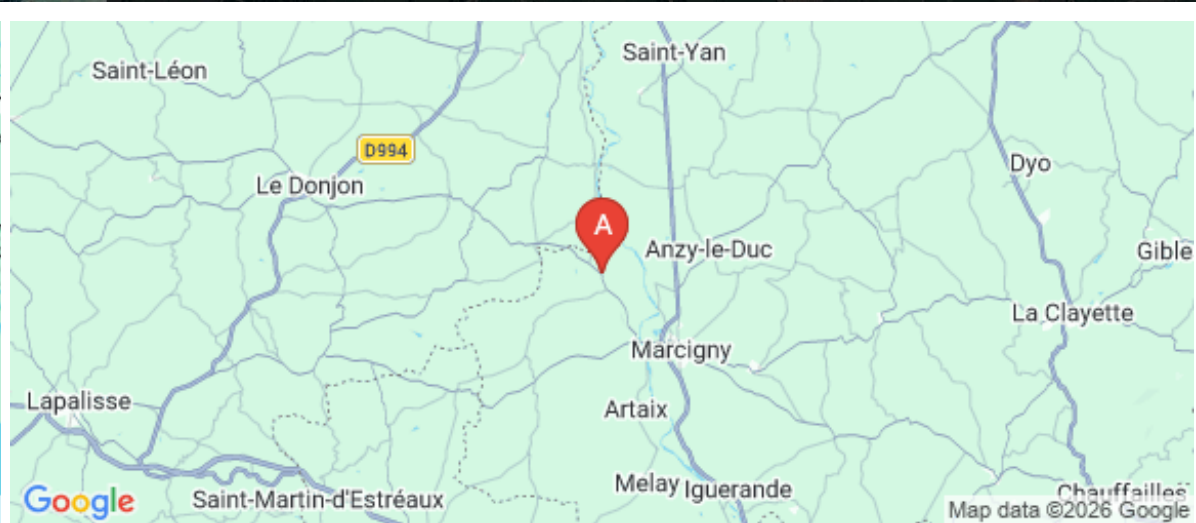 Saint-Yan
Saint-Léon
D994
Dyo
Le Donjon
A
Anzy-le-Duc
Gible
La Clayette
Marcigny
Lapalisse
Artaix
Melay
Iguerande
Chauffailles
Saint-Martin-d'Estréaux
Google
Map data ©2026 Google